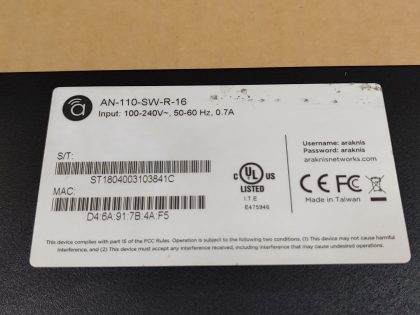 a
AN-110-SW-R-16
Input: 100-240V~, 50-60 Hz, 0.7A
S/T:
ST1804003103841C
MAC:
D4:6A:91:7B:4A:F5
Username: araknis
Password: araknis
araknisnetworks.com
c UL US
LISTED
I.T.E
E475946
CE FC
Made in Taiwan
This device complies with part 15 of the FCC Rules. Operation is subject to the following two conditions. (1) This device may not cause harmful
interference, and (2) This device must accept any interference received, including interference that may cause undesired operations.